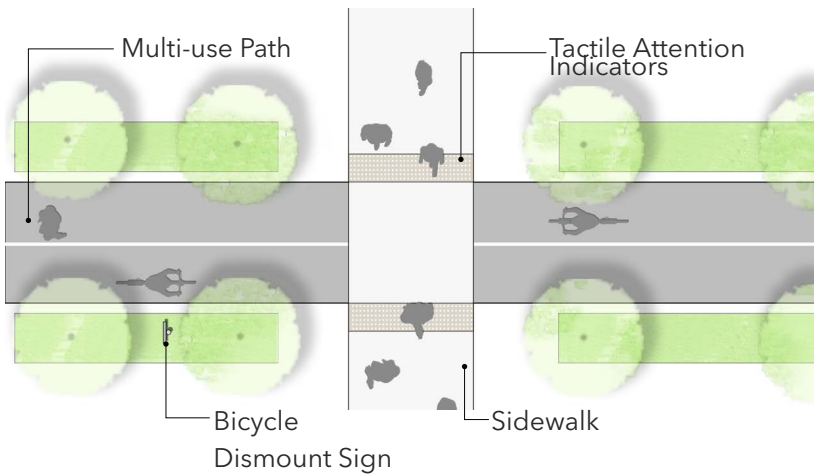 Multi-use Path
Tactile Attention
Indicators
Bicycle
Dismount Sign
Sidewalk